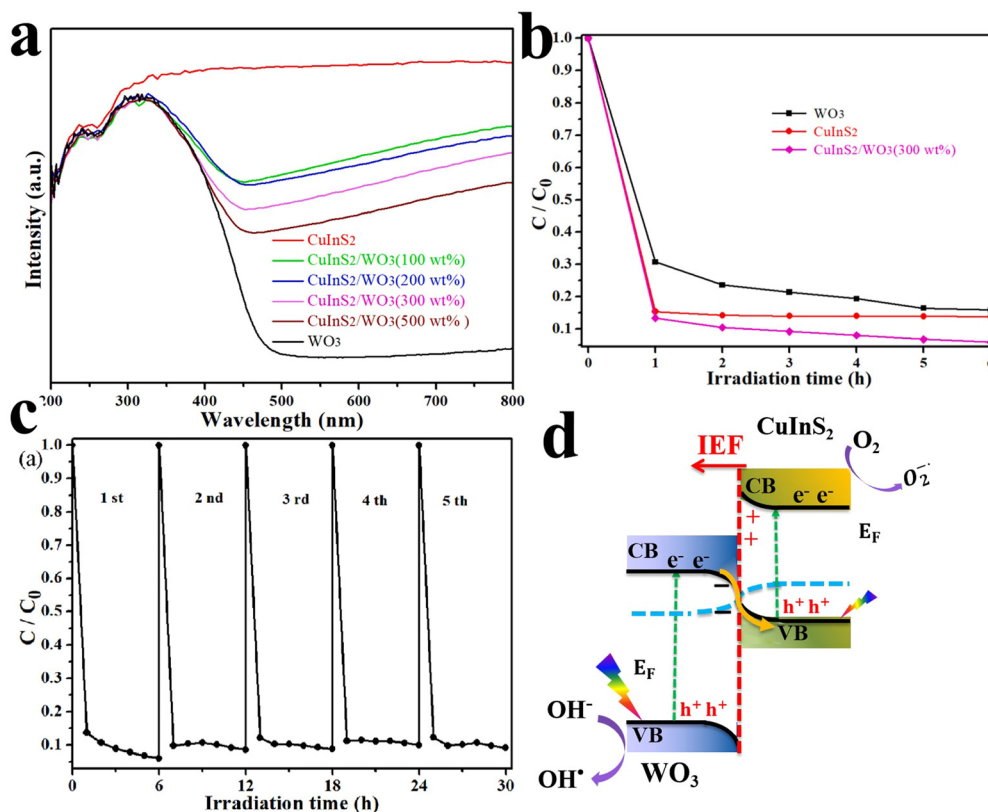 a
Intensity (a.u.)
CuInS2
CuInS2/WO3(100 wt%)
CuInS2/WO3(200 wt%)
CuInS2/WO3(300 wt%)
CuInS2/WO3(500 wt% )
WO3
200 300 400 500 600 700 800
Wavelength (nm)
b
C / C0
1.0
0.9
0.8
0.7
0.6
0.5
0.4
0.3
0.2
0.1
WO3
CuInS2
CuInS2/WO3(300 wt%)
0 1 2 3 4 5 6
Irradiation time (h)
c
(a)
C / C0
1.0
0.9
0.8
0.7
0.6
0.5
0.4
0.3
0.2
0.1
1 st 2 nd 3 rd 4 th 5 th
0 6 12 18 24 30
Irradiation time (h)
d
CuInS₂
IEF
O₂
O₂⁻·
CB
e⁻ e⁻
E_F
+
+
CB
e⁻ e⁻
−
−
h⁺ h⁺
VB
E_F
h⁺ h⁺
OH⁻
VB
OH•
WO₃